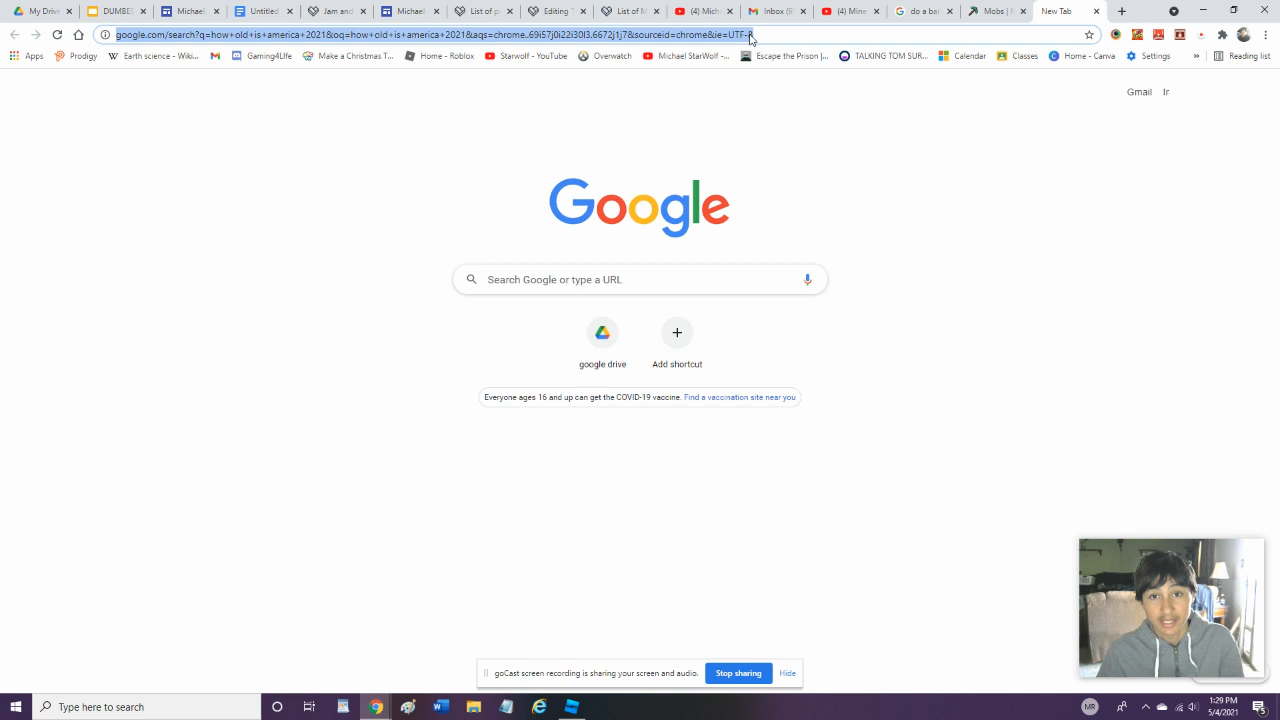 My Drive
DUMBES
Michael
Untitled
Jam and
Michael
List of p
Editing T
List of M
(4) Mich
Inbox
(4) Mine
do a bar
Mobs |
New Tab
google.com/search?q=how+old+is+america+2021&oq=how+old+is+america+2021&aqs=chrome..69i57j0i22i30l3.6672j1j7&sourceid=chrome&ie=UTF-8
Apps Prodigy Earth science - Wiki... Gaming4Ulfe Make a Christmas T... Home - Roblox Starwolf - YouTube Overwatch Michael StarWolf -... Escape the Prison |... TALKING TOM SUR... Calendar Classes Home - Canva Settings » Reading list
Gmail
Google
Search Google or type a URL
google drive
Add shortcut
Everyone ages 16 and up can get the COVID-19 vaccine. Find a vaccination site near you
goCast screen recording is sharing your screen and audio. Stop sharing Hide
Type here to search
MR
1:29 PM
5/4/2021